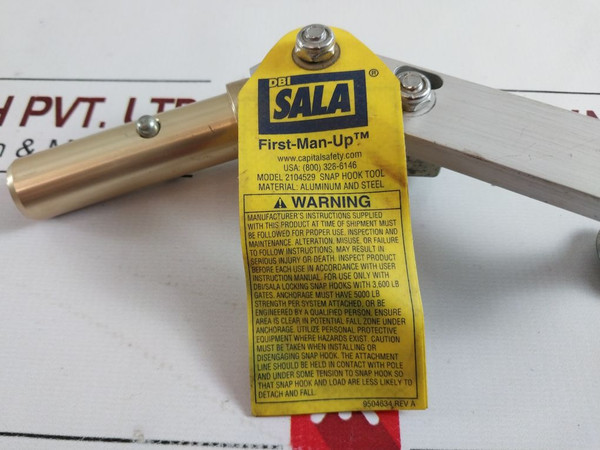 DBI
SALA ®
First-Man-Up™
www.capitalsafety.com
USA: (800) 328-6146
MODEL 2104529 SNAP HOOK TOOL
MATERIAL: ALUMINUM AND STEEL
⚠ WARNING
MANUFACTURER'S INSTRUCTIONS SUPPLIED
WITH THIS PRODUCT AT TIME OF SHIPMENT MUST
BE FOLLOWED FOR PROPER USE, INSPECTION AND
MAINTENANCE. ALTERATION, MISUSE, OR FAILURE
TO FOLLOW INSTRUCTIONS, MAY RESULT IN
SERIOUS INJURY OR DEATH. INSPECT PRODUCT
BEFORE EACH USE IN ACCORDANCE WITH USER
INSTRUCTION MANUAL. FOR USE ONLY WITH
DBI/SALA LOCKING SNAP HOOKS WITH 3,600 LB
GATES. ANCHORAGE MUST HAVE 5000 LB
STRENGTH PER SYSTEM ATTACHED, OR BE
ENGINEERED BY A QUALIFIED PERSON. ENSURE
AREA IS CLEAR IN POTENTIAL FALL ZONE UNDER
ANCHORAGE. UTILIZE PERSONAL PROTECTIVE
EQUIPMENT WHERE HAZARDS EXIST. CAUTION
MUST BE TAKEN WHEN INSTALLING OR
DISENGAGING SNAP HOOK. THE ATTACHMENT
LINE SHOULD BE HELD IN CONTACT WITH POLE
AND UNDER SOME TENSION TO SNAP HOOK SO
THAT SNAP HOOK AND LOAD ARE LESS LIKELY TO
DETACH AND FALL.
9504634 REV A
H PVT. LTD
n &